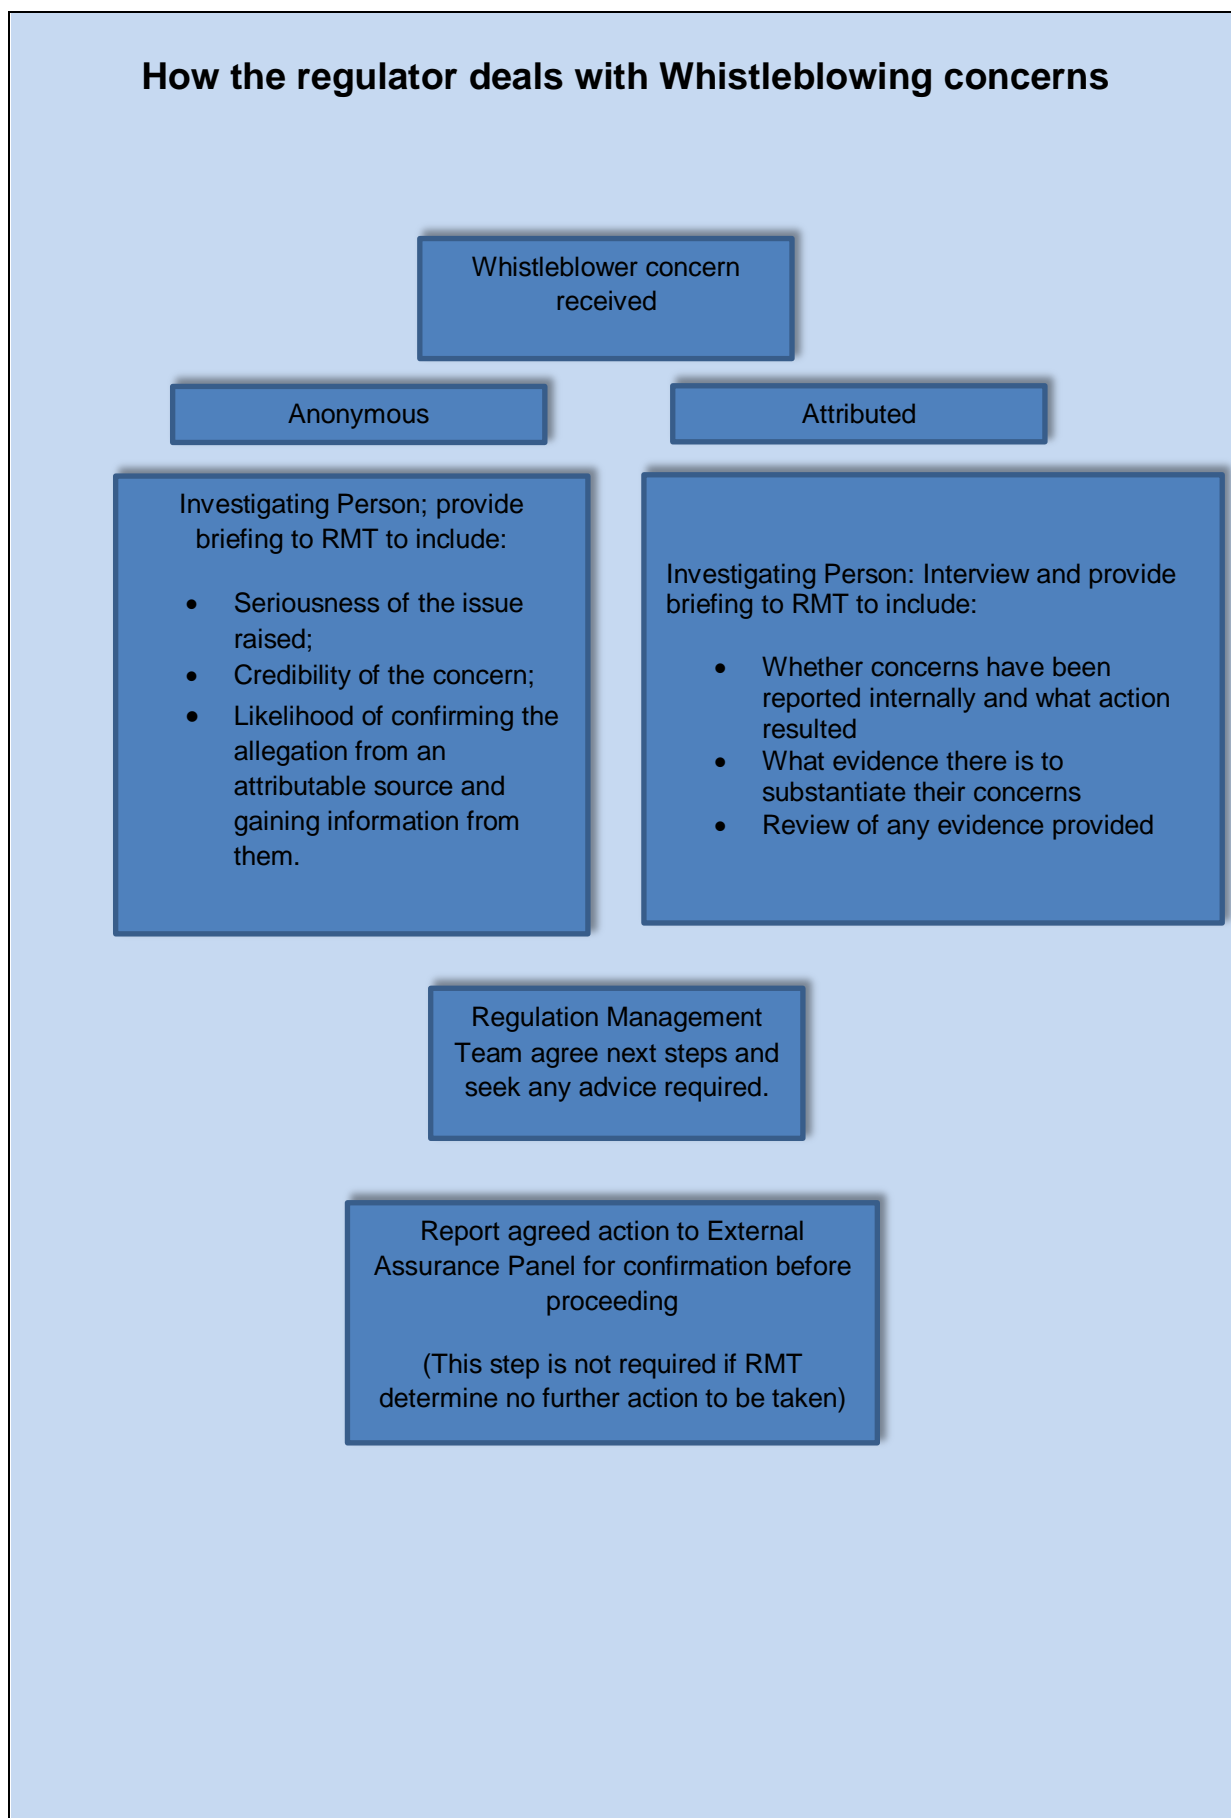 How the regulator deals with Whistleblowing concerns
Whistleblower concern
received
Anonymous
Attributed
Investigating Person; provide
briefing to RMT to include:
• Seriousness of the issue
raised;
• Credibility of the concern;
• Likelihood of confirming the
allegation from an
attributable source and
gaining information from
them.
Investigating Person: Interview and provide
briefing to RMT to include:
• Whether concerns have been
reported internally and what action
resulted
• What evidence there is to
substantiate their concerns
• Review of any evidence provided
Regulation Management
Team agree next steps and
seek any advice required.
Report agreed action to External
Assurance Panel for confirmation before
proceeding
(This step is not required if RMT
determine no further action to be taken)